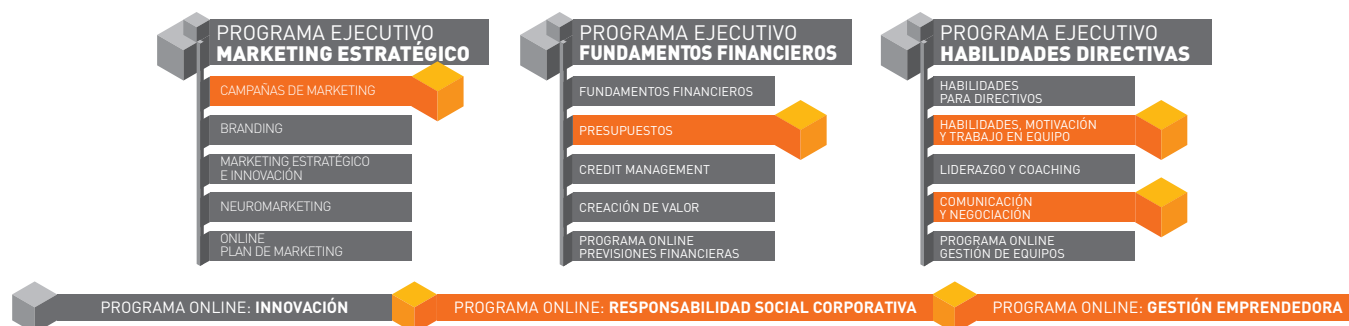 PROGRAMA EJECUTIVO
MARKETING ESTRATÉGICO
CAMPAÑAS DE MARKETING
BRANDING
MARKETING ESTRATÉGICO
E INNOVACIÓN
NEUROMARKETING
ONLINE
PLAN DE MARKETING
PROGRAMA EJECUTIVO
FUNDAMENTOS FINANCIEROS
FUNDAMENTOS FINANCIEROS
PRESUPUESTOS
CREDIT MANAGEMENT
CREACIÓN DE VALOR
PROGRAMA ONLINE
PREVISIONES FINANCIERAS
PROGRAMA EJECUTIVO
HABILIDADES DIRECTIVAS
HABILIDADES
PARA DIRECTIVOS
HABILIDADES, MOTIVACIÓN
Y TRABAJO EN EQUIPO
LIDERAZGO Y COACHING
COMUNICACIÓN
Y NEGOCIACIÓN
PROGRAMA ONLINE
GESTIÓN DE EQUIPOS
PROGRAMA ONLINE: INNOVACIÓN
PROGRAMA ONLINE: RESPONSABILIDAD SOCIAL CORPORATIVA
PROGRAMA ONLINE: GESTIÓN EMPRENDEDORA